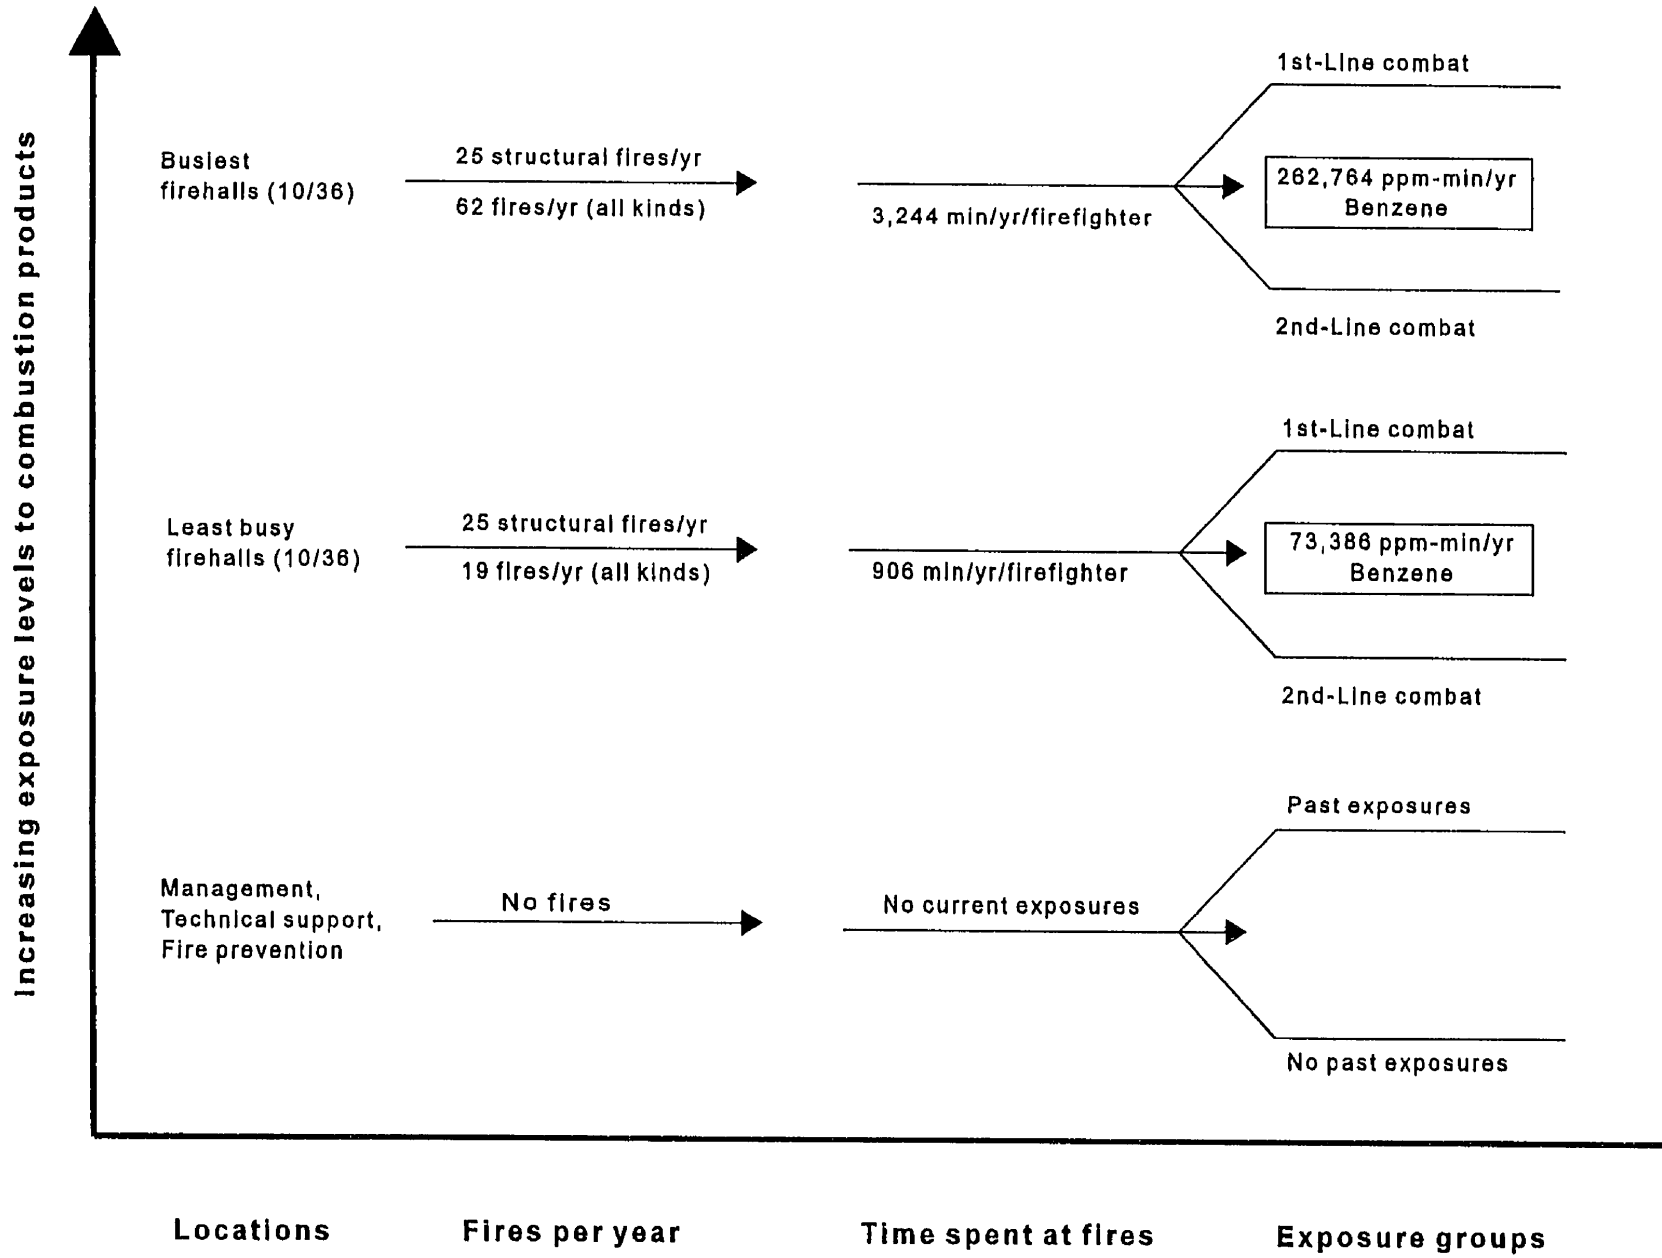 Increasing exposure levels to combustion products
Busiest
firehalls (10/36)
25 structural fires/yr
62 fires/yr (all kinds)
3,244 min/yr/firefighter
1st-Line combat
262,764 ppm-min/yr
Benzene
2nd-Line combat
Least busy
firehalls (10/36)
25 structural fires/yr
19 fires/yr (all kinds)
906 min/yr/firefighter
1st-Line combat
73,386 ppm-min/yr
Benzene
2nd-Line combat
Management,
Technical support,
Fire prevention
No fires
No current exposures
Past exposures
No past exposures
Locations
Fires per year
Time spent at fires
Exposure groups